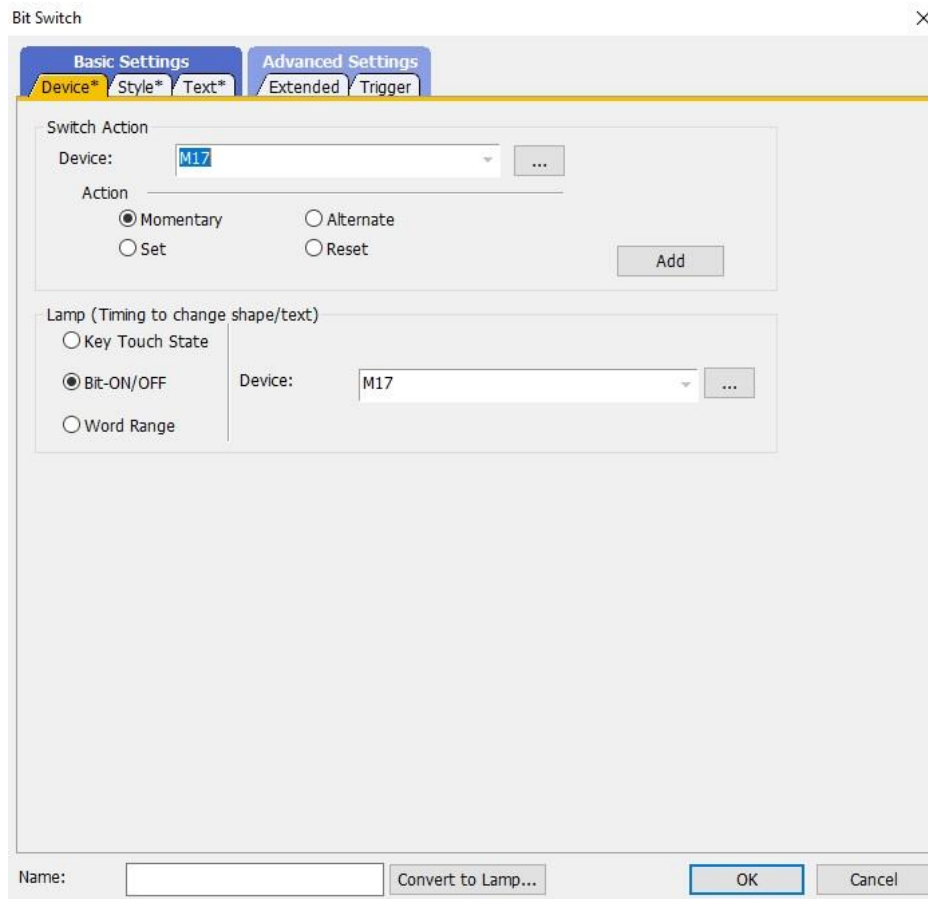 Bit Switch
Basic Settings Advanced Settings
Device* Style* Text* Extended Trigger
Switch Action
Device: M17 ...
Action
Momentary Alternate
Set Reset
Add
Lamp (Timing to change shape/text)
Key Touch State
Bit-ON/OFF Device: M17 ...
Word Range
Name: Convert to Lamp... OK Cancel